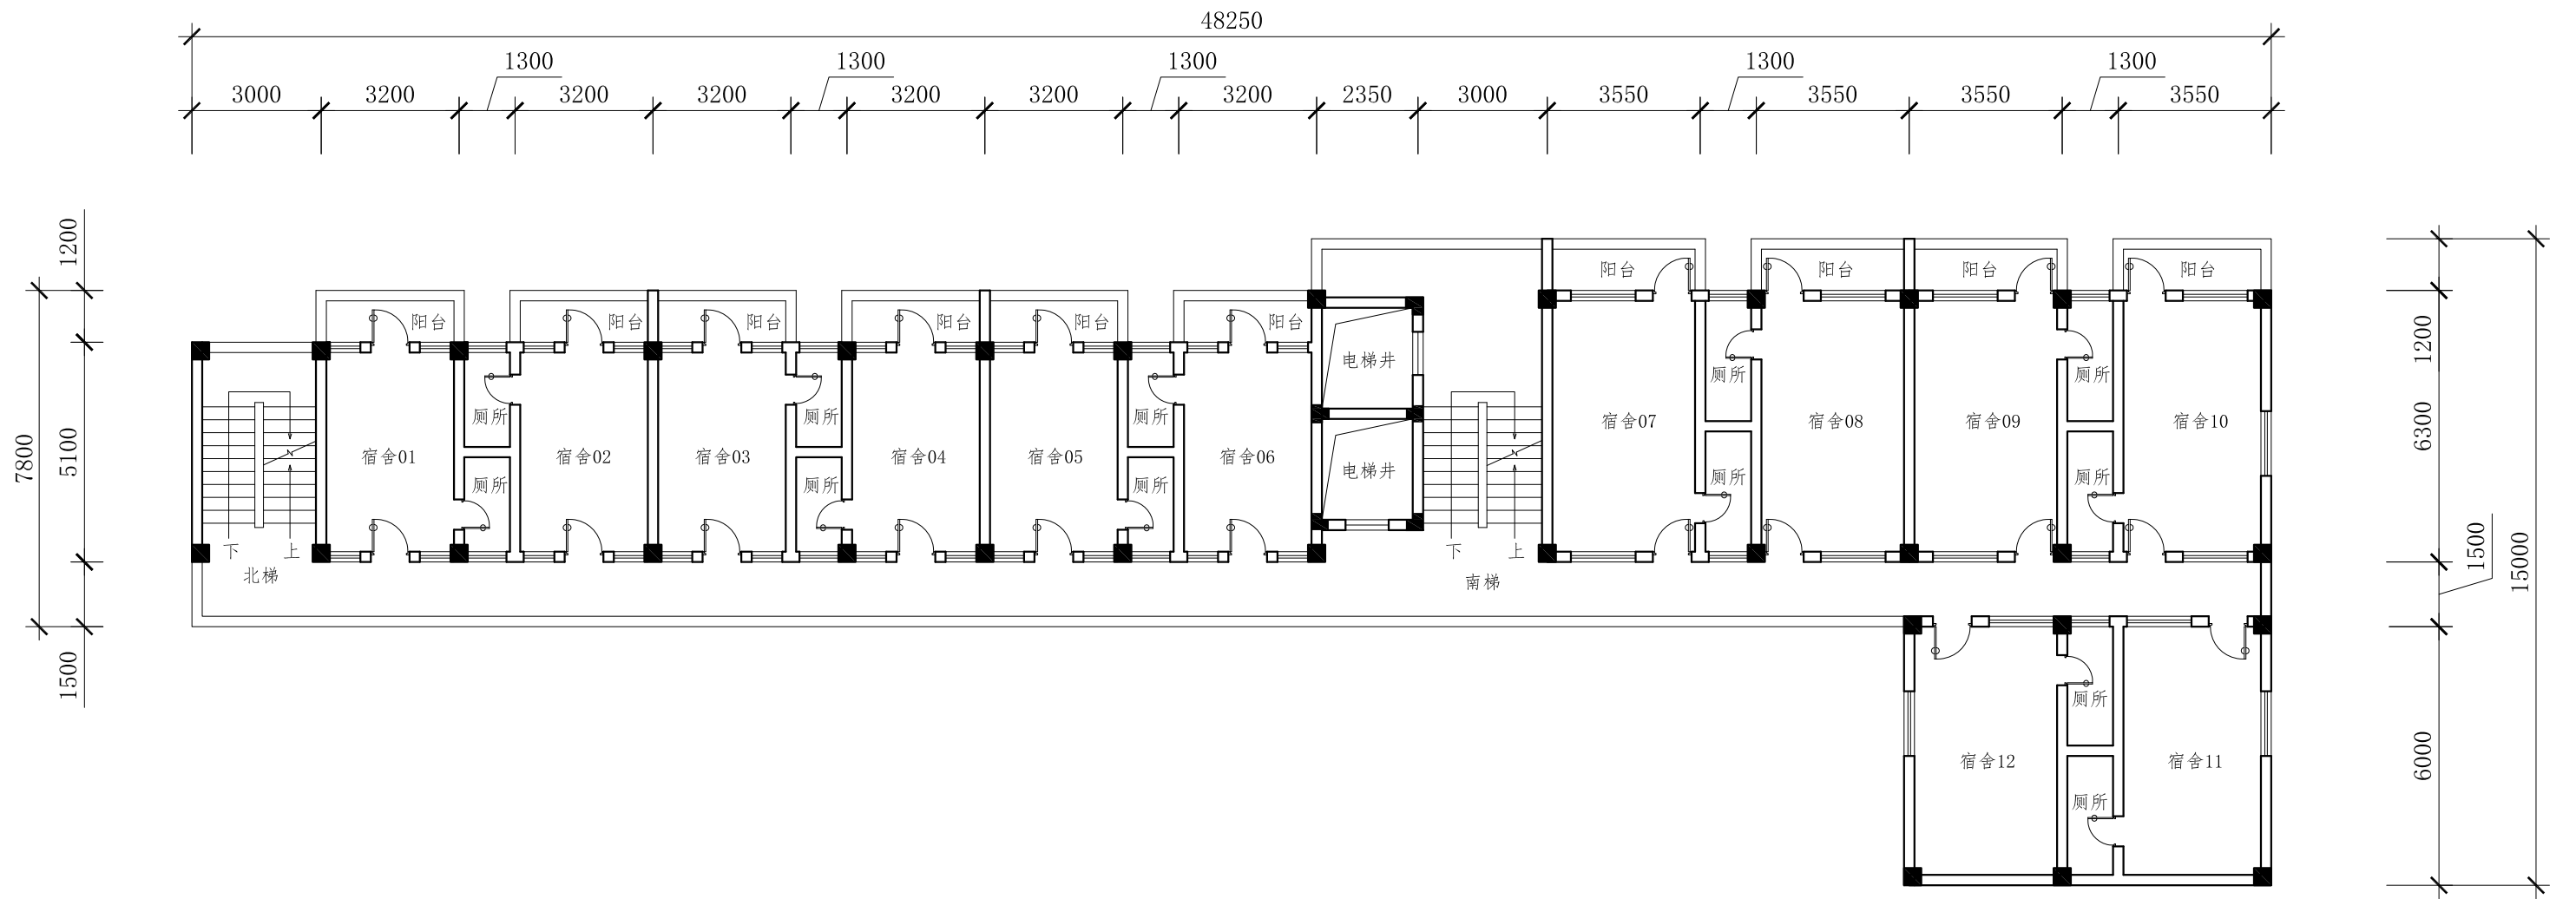 48250
1300 1300 1300 1300 1300
3000 3200 3200 3200 3200 3200 3200 2350 3000 3550 3550 3550 3550
1200
5100
7800
1500
1200
6300
1500
15000
6000
阳台 阳台 阳台 阳台
阳台 阳台 阳台 阳台 阳台 阳台
电梯井
厕所 厕所
厕所 厕所 厕所
宿舍07 宿舍08 宿舍09 宿舍10
宿舍01 宿舍02 宿舍03 宿舍04 宿舍05 宿舍06
电梯井
厕所 厕所
厕所 厕所 厕所
下 上 下 上
北梯 南梯
厕所
宿舍12 宿舍11
厕所